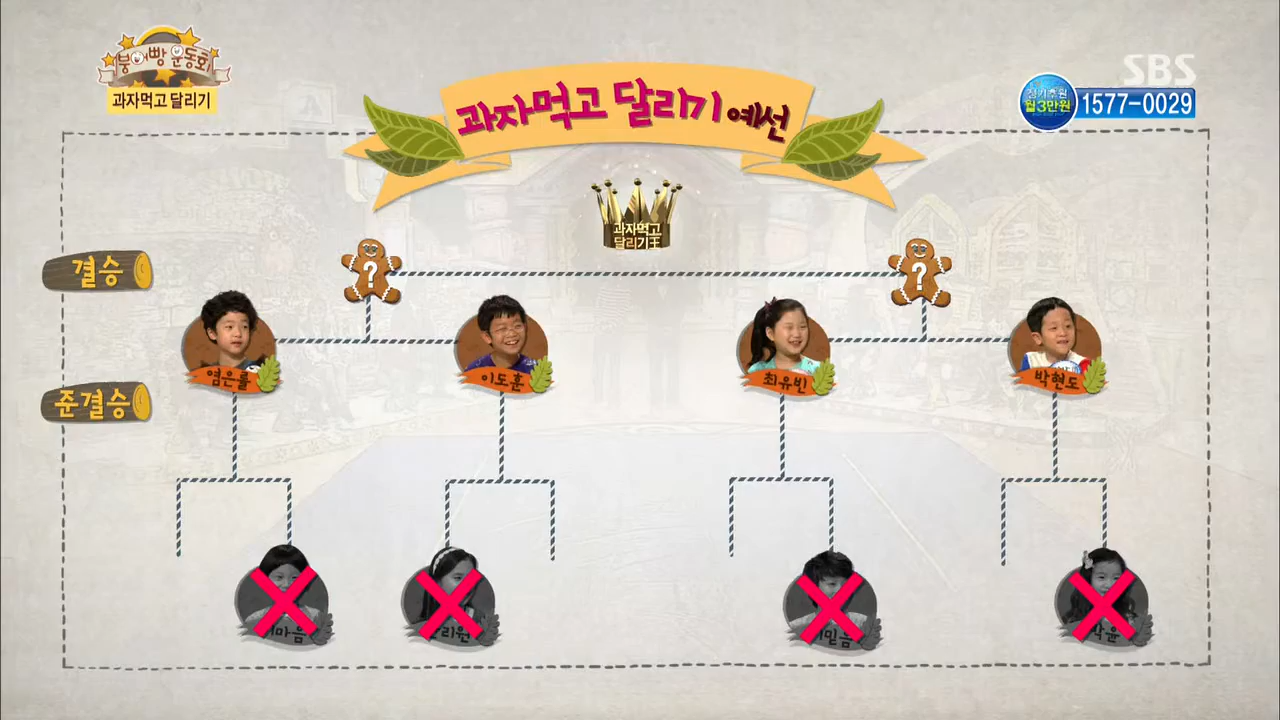 붕어빵 운동회
과자먹고 달리기
SBS
정기후원
월3만원
1577-0029
과자먹고 달리기 예선
과자먹고
달리기王
결승
?
?
염은률
이도훈
최유빈
박현도
준결승